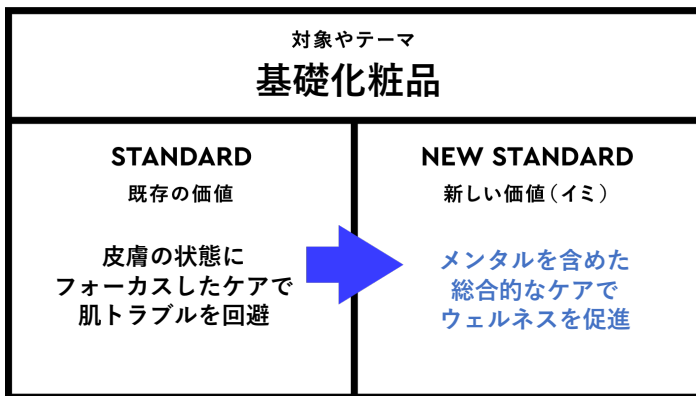 対象やテーマ
基礎化粧品
STANDARD
既存の価値
皮膚の状態に
フォーカスしたケアで
肌トラブルを回避
NEW STANDARD
新しい価値(イミ)
メンタルを含めた
総合的なケアで
ウェルネスを促進